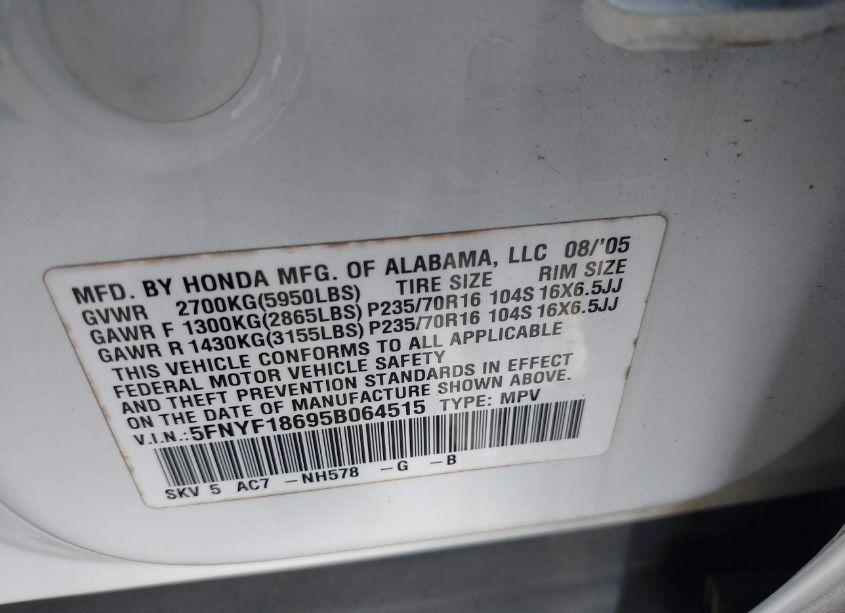 MFD. BY HONDA MFG. OF ALABAMA, LLC 08/'05
GVWR 2700KG(5950LBS) TIRE SIZE RIM SIZE
GAWR F 1300KG(2865LBS) P235/70R16 104S 16X6.5JJ
GAWR R 1430KG(3155LBS) P235/70R16 104S 16X6.5JJ
THIS VEHICLE CONFORMS TO ALL APPLICABLE
FEDERAL MOTOR VEHICLE SAFETY
AND THEFT PREVENTION STANDARDS IN EFFECT
ON THE DATE OF MANUFACTURE SHOWN ABOVE.
V.I.N.:5FNYF18695B064515 TYPE: MPV
SKV 5 AC7 -NH578 -G -B